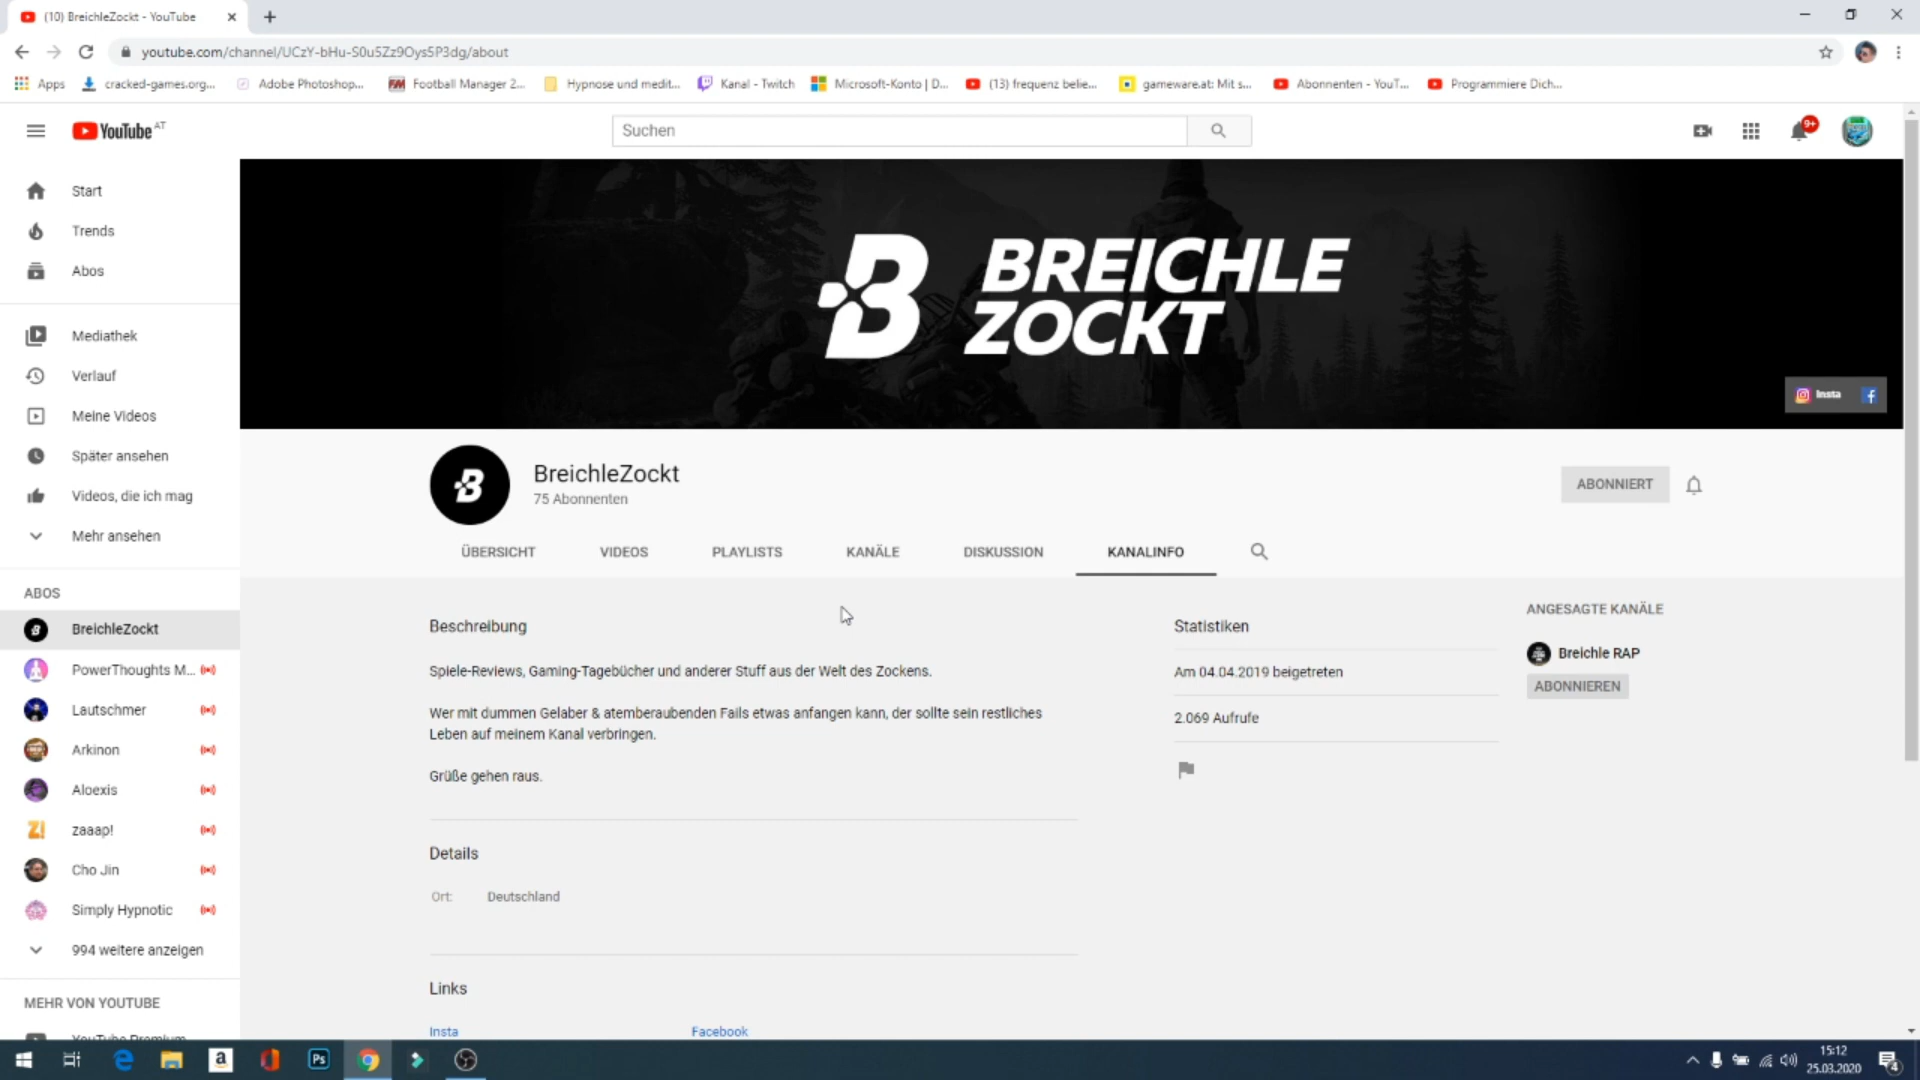 (10) BreichleZockt - YouTube
youtube.com/channel/UCzY-bHu-S0u5Zz9Oys5P3dg/about
Apps
cracked-games.org...
Adobe Photoshop...
Football Manager 2...
Hypnose und medit...
Kanal - Twitch
Microsoft-Konto | D...
(13) frequenz belie...
gameware.at: Mit s...
Abonnenten - YouT...
Programmiere Dich...
YouTube AT
Suchen
9+
Start
Trends
Abos
Mediathek
Verlauf
Meine Videos
Später ansehen
Videos, die ich mag
Mehr ansehen
ABOS
BreichleZockt
PowerThoughts M...
Lautschmer
Arkinon
Aloexis
zaaap!
Cho Jin
Simply Hypnotic
994 weitere anzeigen
MEHR VON YOUTUBE
YouTube Premium
B BREICHLE
ZOCKT
Insta
BreichleZockt
75 Abonnenten
ABONNIERT
ÜBERSICHT
VIDEOS
PLAYLISTS
KANÄLE
DISKUSSION
KANALINFO
Beschreibung
Spiele-Reviews, Gaming-Tagebücher und anderer Stuff aus der Welt des Zockens.
Wer mit dummen Gelaber & atemberaubenden Fails etwas anfangen kann, der sollte sein restliches
Leben auf meinem Kanal verbringen.
Grüße gehen raus.
Details
Ort: Deutschland
Links
Insta
Facebook
Statistiken
Am 04.04.2019 beigetreten
2.069 Aufrufe
ANGESAGTE KANÄLE
Breichle RAP
ABONNIEREN
15:12
25.03.2020
4